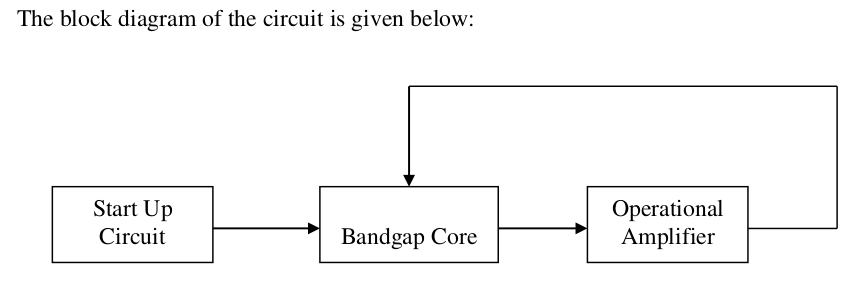 The block diagram of the circuit is given below:
Start Up
Circuit
Bandgap Core
Operational
Amplifier